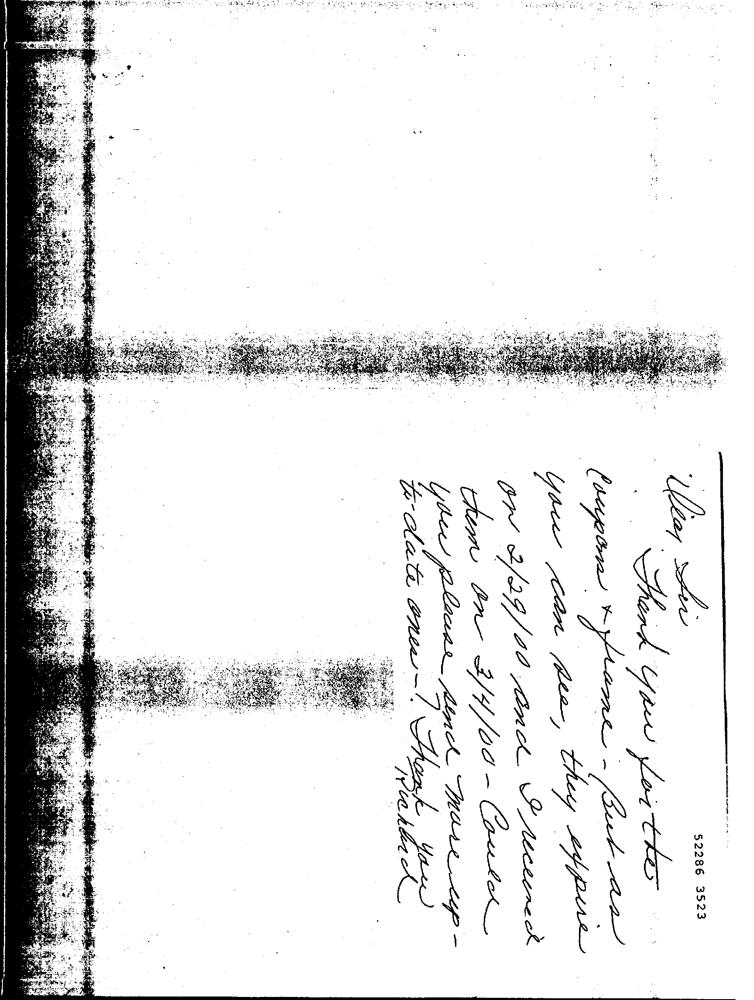 52286 3523
Dear Sir
Thank you for the
Coupons + frame - But as
you can see, they expire
on 2/29/00 and I received
them on 3/4/00 - Could
you please send more up-
to-date ones-? Thank you